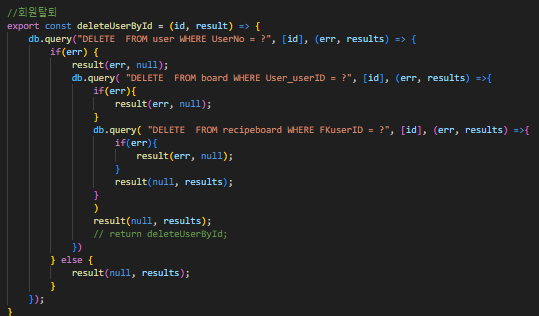 //회원탈퇴
export const deleteUserById = (id, result) => {
    db.query("DELETE  FROM user WHERE UserNo = ?", [id], (err, results) => {
        if(err) {
            result(err, null);
            db.query( "DELETE  FROM board WHERE User_userID = ?", [id], (err, results) =>{
                if(err){
                    result(err, null);
                }
                db.query( "DELETE  FROM recipeboard WHERE FKuserID = ?", [id], (err, results) =>{
                    if(err){
                        result(err, null);
                    }
                    result(null, results);
                }
                )
                result(null, results);
                // return deleteUserById;
            })
        } else {
            result(null, results);
        }
    });
}